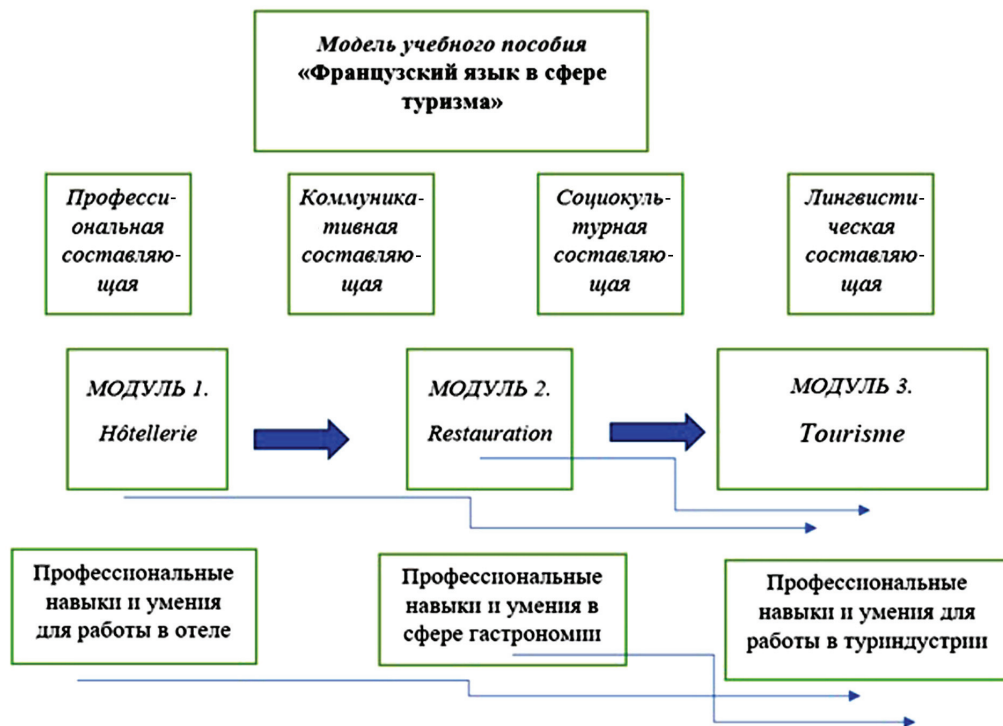 Модель учебного пособия
«Французский язык в сфере
туризма»
Професси-
ональная
составляю-
щая
Коммуника-
тивная
составляю-
щая
Социокуль-
турная
составляю-
щая
Лингвисти-
ческая
составляю-
щая
МОДУЛЬ 1.
Hôtellerie
МОДУЛЬ 2.
Restauration
МОДУЛЬ 3.
Tourisme
Профессиональные
навыки и умения
для работы в отеле
Профессиональные
навыки и умения в
сфере гастрономии
Профессиональные
навыки и умения для
работы в туриндустрии